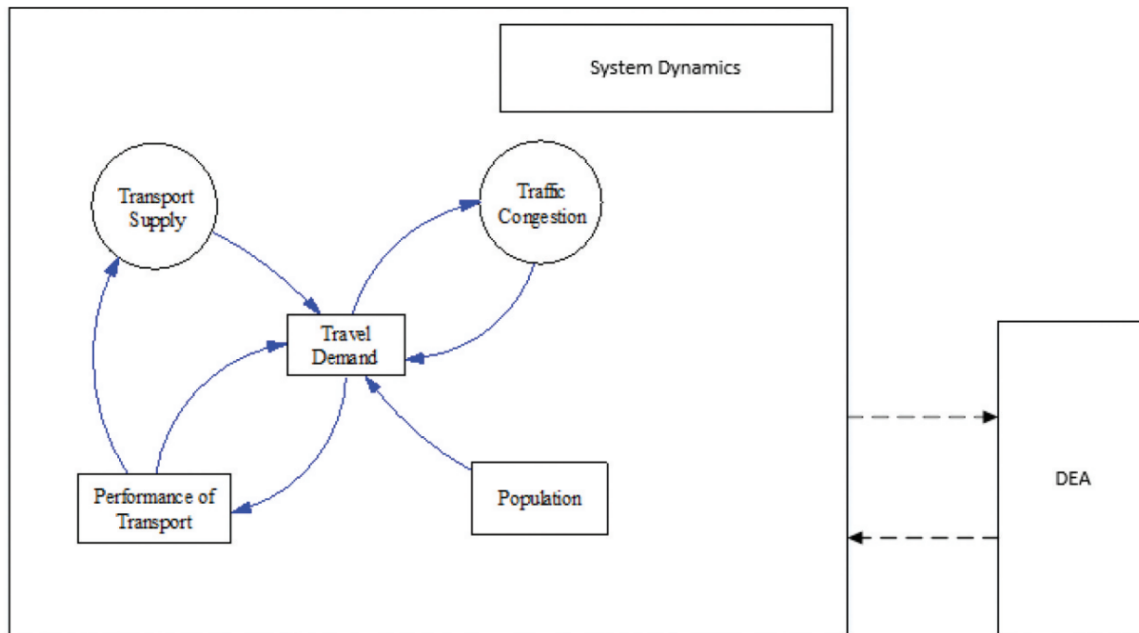 System Dynamics
Transport
Supply
Traffic
Congestion
Travel
Demand
Performance of
Transport
Population
DEA